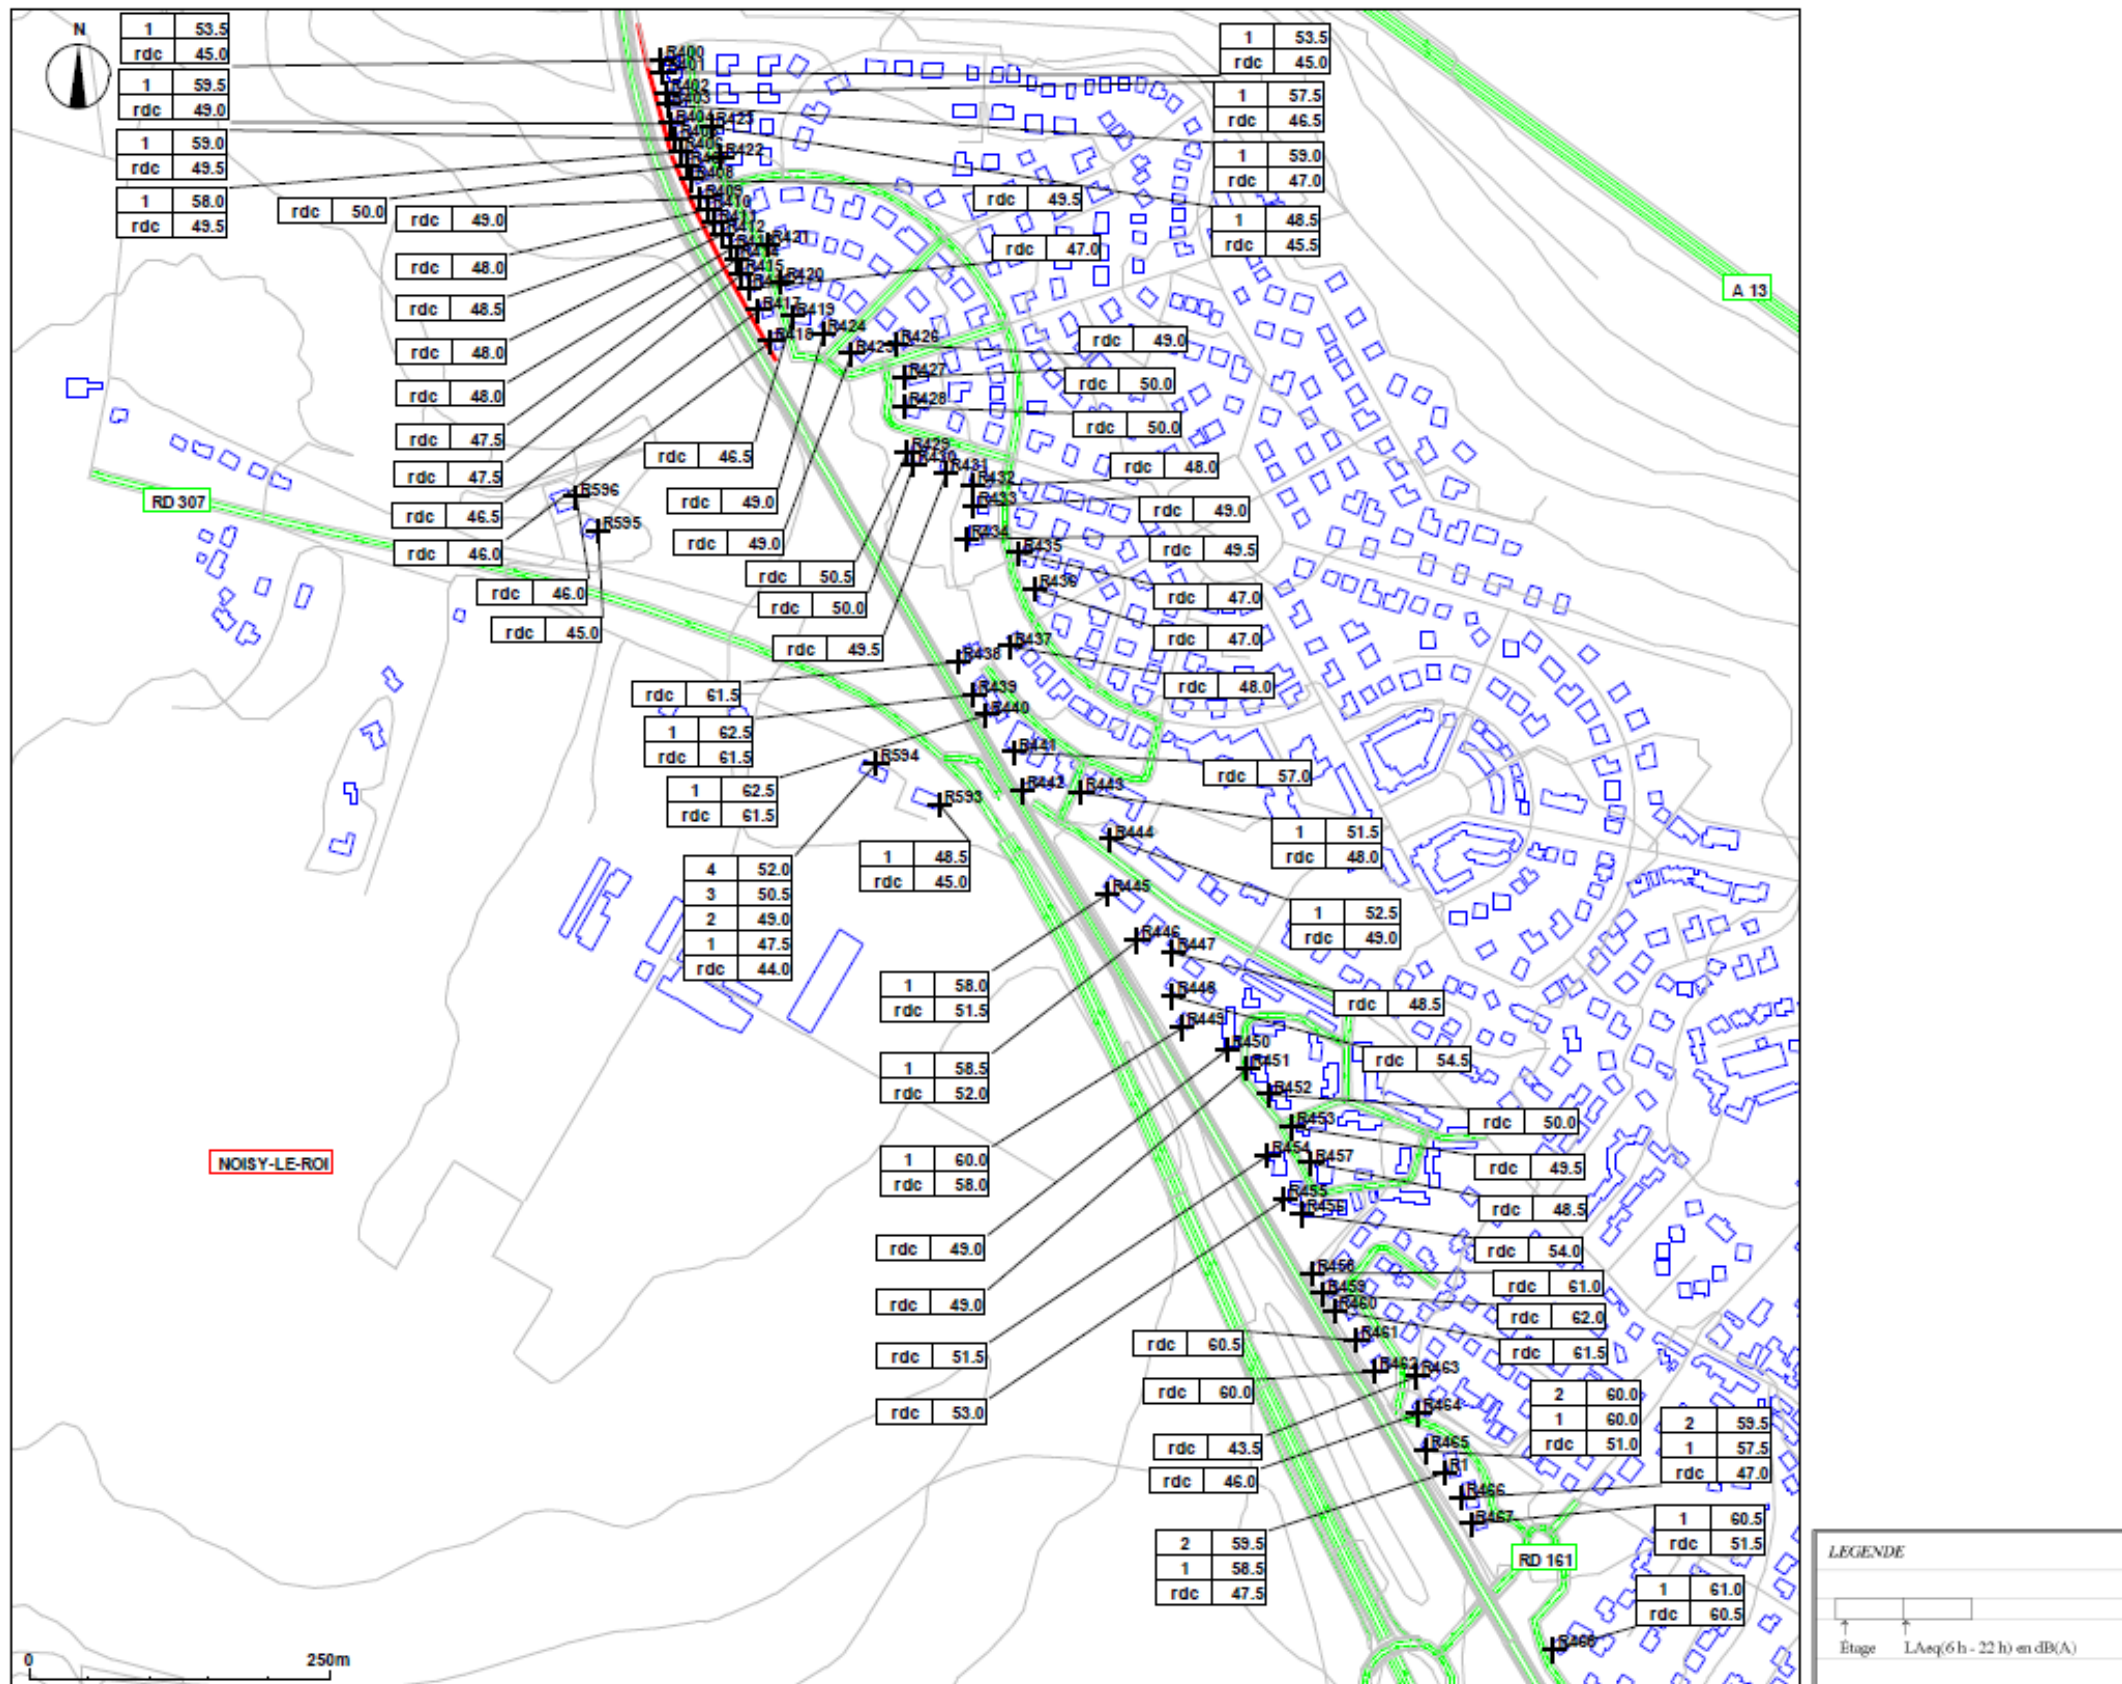 N
1 53.5
rdc 45.0
1 59.5
rdc 49.0
1 59.0
rdc 49.5
1 58.0
rdc 49.5
rdc 50.0
rdc 49.0
rdc 48.0
rdc 48.5
rdc 48.0
rdc 48.0
rdc 47.5
rdc 47.5
rdc 46.5
rdc 46.0
1 53.5
rdc 45.0
1 57.5
rdc 46.5
1 59.0
rdc 47.0
1 48.5
rdc 45.5
rdc 49.5
rdc 47.0
R400
R401
R402
R403
R404
R423
R406
R422
R408
R409
R410
R411
R412
R421
R414
R415
R420
R417
R419
R418
R424
R425
R426
R427
R428
R429
R430
R431
R432
R433
R434
R435
R436
R437
R438
R439
R440
R441
R442
R443
R444
R445
R446
R447
R448
R449
R450
R451
R452
R453
R454
R457
R455
R456
R458
R459
R460
R461
R462
R463
R464
R465
R1
R466
R467
R468
R596
R595
R594
R593
A 13
RD 307
rdc 49.0
rdc 50.0
rdc 50.0
rdc 48.0
rdc 49.0
rdc 49.5
rdc 47.0
rdc 47.0
rdc 48.0
rdc 46.5
rdc 49.0
rdc 49.0
rdc 50.5
rdc 50.0
rdc 49.5
rdc 46.0
rdc 45.0
rdc 61.5
1 62.5
rdc 61.5
1 62.5
rdc 61.5
rdc 57.0
1 51.5
rdc 48.0
1 52.5
rdc 49.0
4 52.0
3 50.5
2 49.0
1 47.5
rdc 44.0
1 48.5
rdc 45.0
1 58.0
rdc 51.5
1 58.5
rdc 52.0
1 60.0
rdc 58.0
rdc 48.5
rdc 54.5
rdc 50.0
rdc 49.5
rdc 48.5
rdc 54.0
rdc 61.0
rdc 62.0
rdc 61.5
NOISY-LE-ROI
rdc 49.0
rdc 49.0
rdc 51.5
rdc 53.0
rdc 60.5
rdc 60.0
rdc 43.5
rdc 46.0
2 60.0
1 60.0
rdc 51.0
2 59.5
1 57.5
rdc 47.0
1 60.5
rdc 51.5
2 59.5
1 58.5
rdc 47.5
RD 161
1 61.0
rdc 60.5
0 250m
LEGENDE
Étage LAeq(6 h - 22 h) en dB(A)